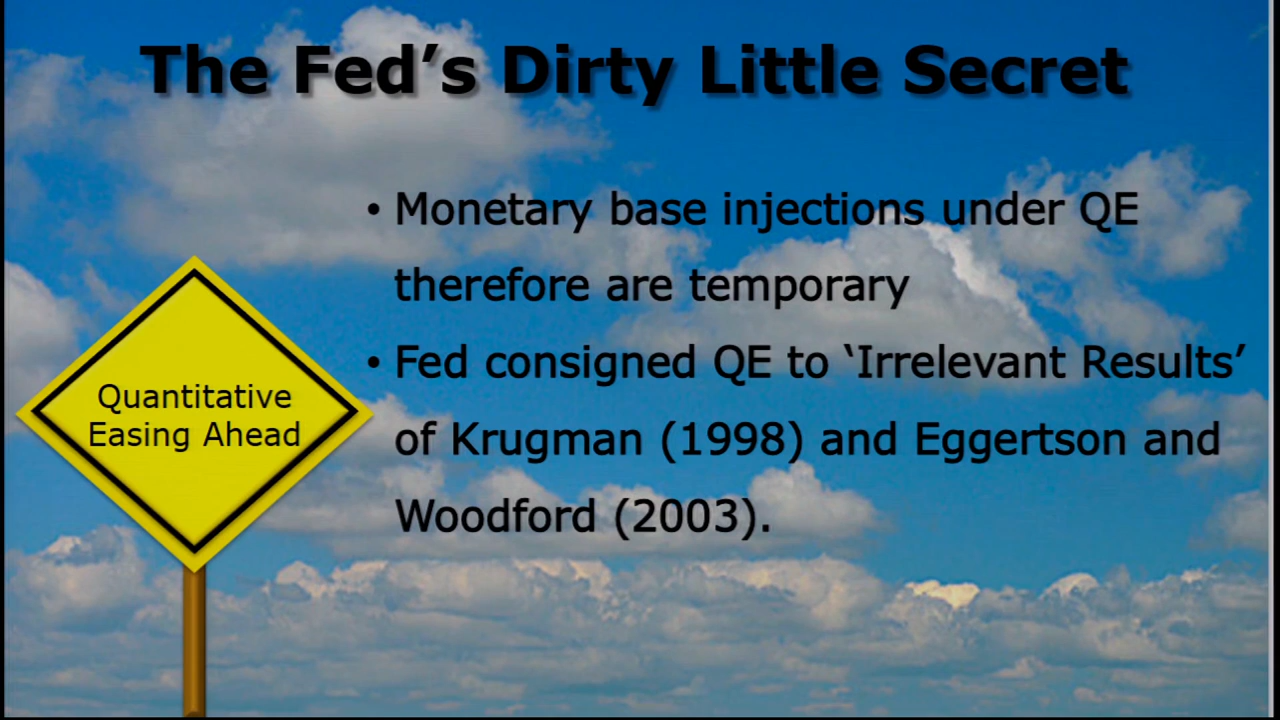 The Fed’s Dirty Little Secret
• Monetary base injections under QE
therefore are temporary
• Fed consigned QE to ‘Irrelevant Results’
of Krugman (1998) and Eggertson and
Woodford (2003).
Quantitative
Easing Ahead